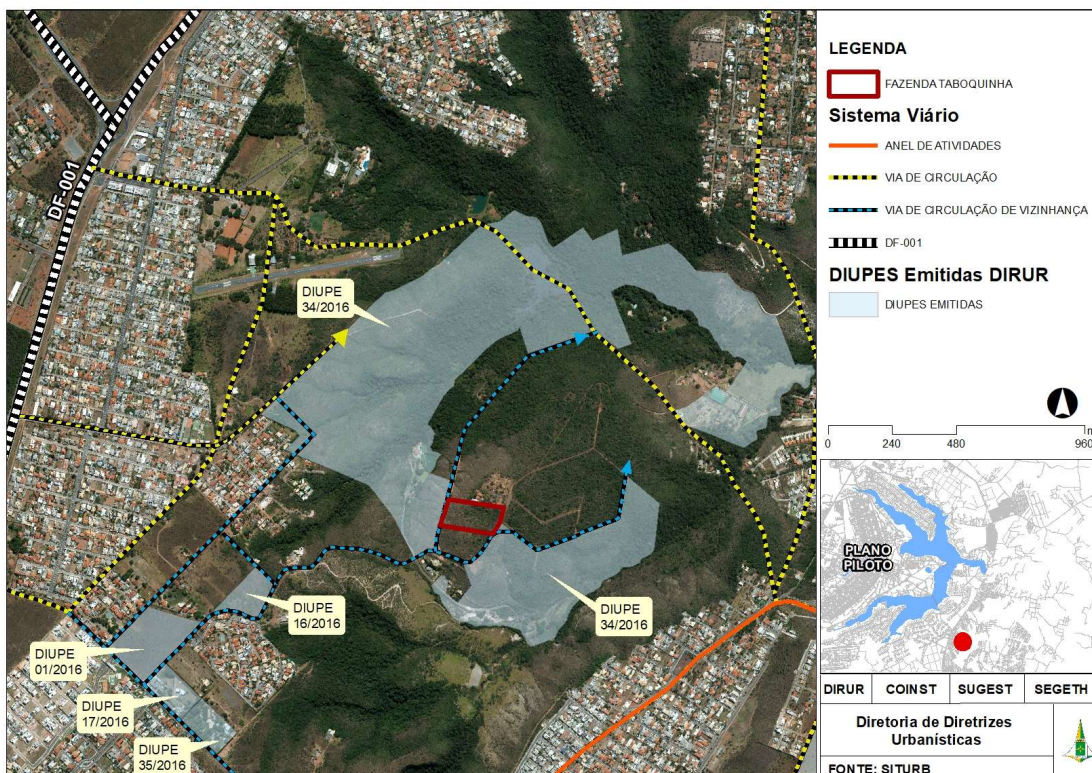 DF-001
DIUPE
34/2016
DIUPE
16/2016
DIUPE
34/2016
DIUPE
01/2016
DIUPE
17/2016
DIUPE
35/2016
LEGENDA
FAZENDA TABOQUINHA
Sistema Viário
ANEL DE ATIVIDADES
VIA DE CIRCULAÇÃO
VIA DE CIRCULAÇÃO DE VIZINHANÇA
DF-001
DIUPES Emitidas DIRUR
DIUPES EMITIDAS
m
0 240 480 960
PLANO
PILOTO
DIRUR COINST SUGEST SEGETH
Diretoria de Diretrizes
Urbanísticas
FONTE: SITURB